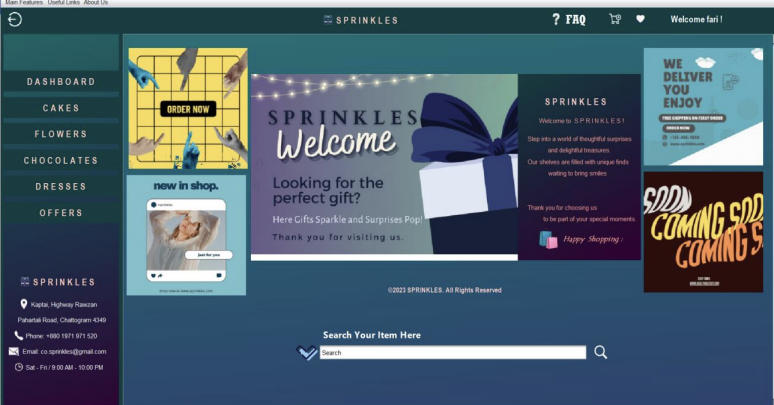 Main Features Useful Links About Us
SPRINKLES
? FAQ
Welcome fari !
DASHBOARD
CAKES
FLOWERS
CHOCOLATES
DRESSES
OFFERS
SPRINKLES
Kaptai, Highway Rawzan
Pahartali Road, Chattogram 4349
Phone: +880 1971 971 520
Email: co.sprinkles@gmail.com
Sat - Fri / 9:00 AM - 10:00 PM
ORDER NOW
new in shop.
just for you
SPRINKLES
Welcome
Looking for the
perfect gift?
Here Gifts Sparkle and Surprises Pop!
Thank you for visiting us.
SPRINKLES
Welcome to SPRINKLES!
Step into a world of thoughtful surprises
and delightful treasures.
Our shelves are filled with unique finds
waiting to bring smiles
Thank you for choosing us
to be part of your special moments.
Happy Shopping :
WE
DELIVER
YOU
ENJOY
FREE SHIPPING ON FIRST ORDER
ORDER NOW
SOON
COMING SOO
COMING S
©2023 SPRINKLES. All Rights Reserved
Search Your Item Here
Search